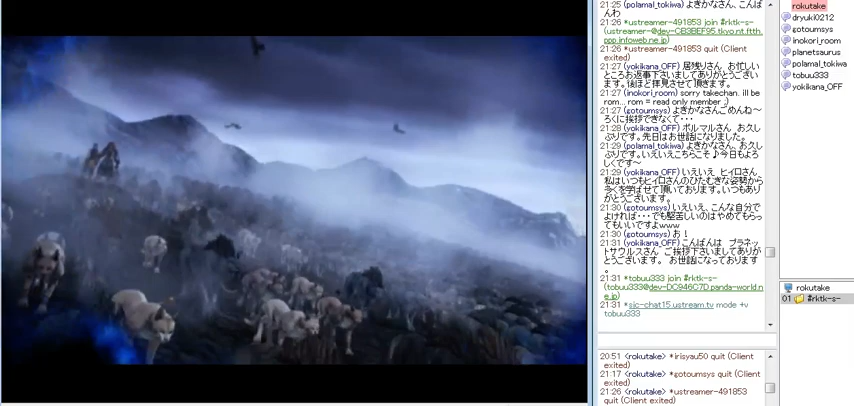 21:25 (polamal_tokiwa) よぎかなさん、こんばんわ
21:26 *ustreamer-491853 join #rktk-s-
(ustreamer-@dev-CEI3BEF95.tkyo.nt.ftth.
ppp.infoweb.ne.jp)
21:26 *ustreamer-491853 quit (Client
exited)
21:27 (yokikana_OFF) 居残りさん お忙しい
ところお返事下さいましてありがとうござい
ます。後ほど拝見させて頂きます。
21:27 (inokori_room) sorry takechan. ill be
rom... rom = read only member ;)
21:27 (gotoumsys) よぎかなさんごめんね～
ろくに挨拶できなくて・・・
21:28 (yokikana_OFF) ポルマルさん お久し
ぶりです。先日はお世話になりました。
21:29 (polamal_tokiwa) よぎかなさん、お久し
ぶりです。いえいえこちらこそ♪今日もよろ
しくです～
21:29 (yokikana_OFF) いえいえ ヒイロさん
私はいつもヒイロさんのひたむきな姿勢から
多くを学ばせて頂いております。いつもあり
がとうございます。
21:30 (gotoumsys) いえいえ、こんな自分で
よければ・・・でも堅苦しいのはやめてもらっ
てもいいですよwww
21:30 (gotoumsys) お！
21:31 (yokikana_OFF) こんばんは プラネッ
トサウルスさん ご挨拶下さいましてありが
とうございます。 お世話になっております
。
21:31 *tobuu333 join #rktk-s-
(tobuu333@dev-DC946C7D.panda-world.n
e.jp)
21:31 *sjc-chat15.ustream.tv mode +v
tobuu333
20:51 <rokutake> *irisyau50 quit (Client
exited)
21:17 <rokutake> *gotoumsys quit (Client
exited)
21:26 <rokutake> *ustreamer-491853
quit (Client exited)
rokutake
dryuki0212
gotoumsys
inokori_room
planetsaurus
polamal_tokiwa
tobuu333
yokikana_OFF
rokutake
01 #rktk-s-